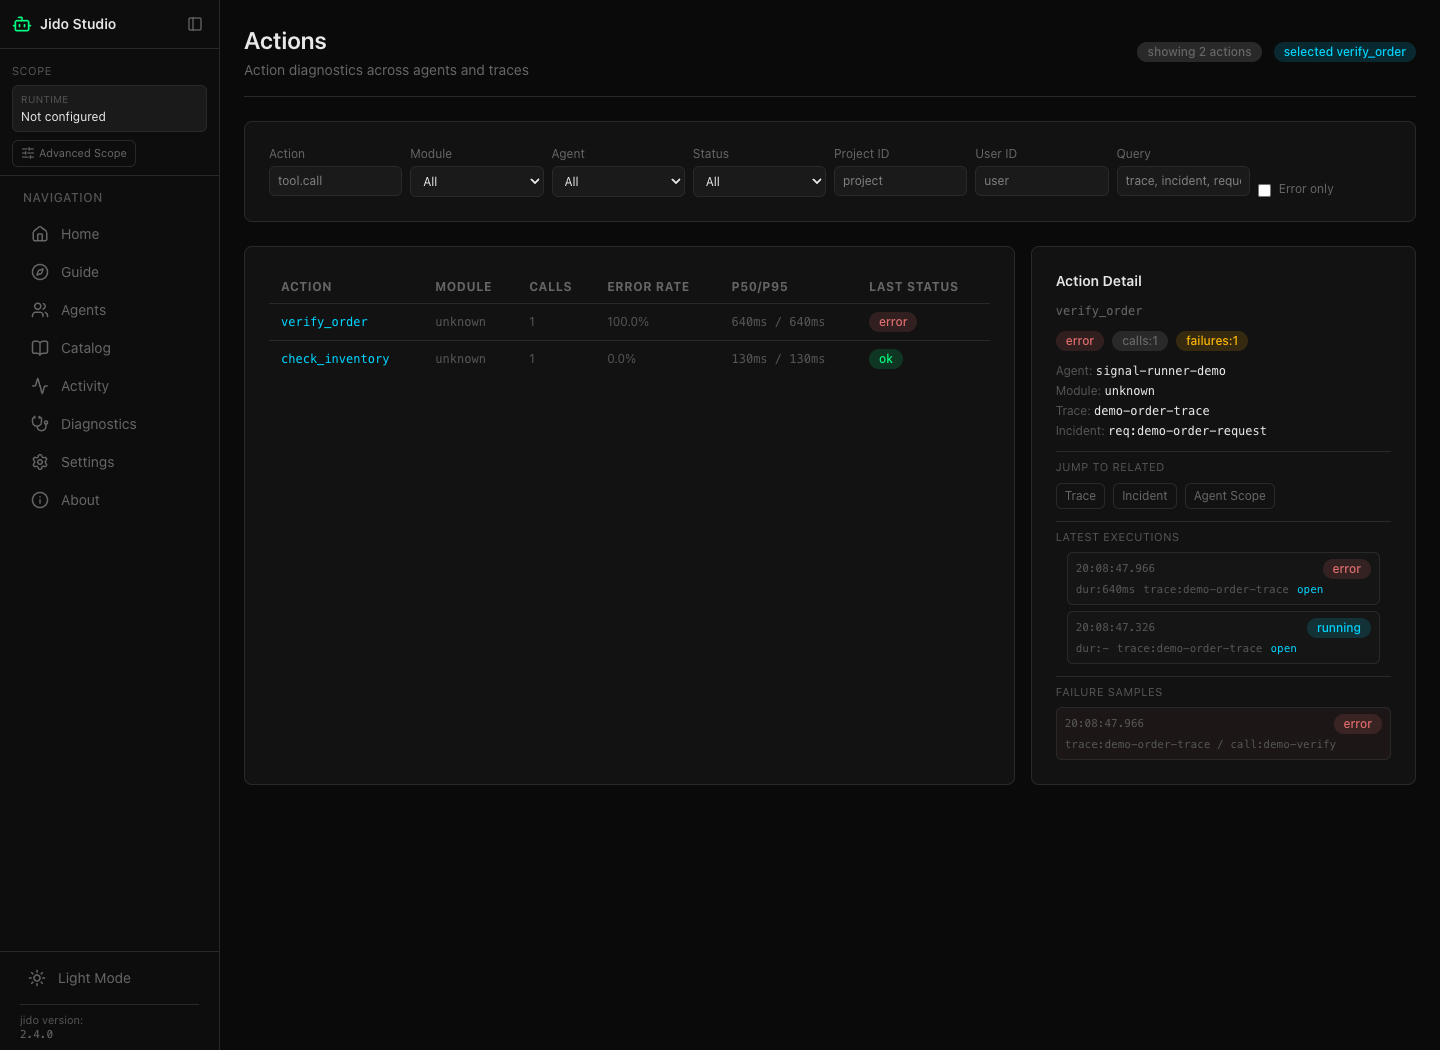 Jido Studio
SCOPE
RUNTIME
Not configured
Advanced Scope
NAVIGATION
Home
Guide
Agents
Catalog
Activity
Diagnostics
Settings
About
Light Mode
jido version:
2.4.0
Actions
Action diagnostics across agents and traces
showing 2 actions
selected verify_order
Action Module Agent Status Project ID User ID Query
tool.call All All All project user trace, incident, requ Error only
ACTION MODULE CALLS ERROR RATE P50/P95 LAST STATUS
verify_order unknown 1 100.0% 640ms / 640ms error
check_inventory unknown 1 0.0% 130ms / 130ms ok
Action Detail
verify_order
error calls:1 failures:1
Agent: signal-runner-demo
Module: unknown
Trace: demo-order-trace
Incident: req:demo-order-request
JUMP TO RELATED
Trace Incident Agent Scope
LATEST EXECUTIONS
20:08:47.966 error
dur:640ms trace:demo-order-trace open
20:08:47.326 running
dur:- trace:demo-order-trace open
FAILURE SAMPLES
20:08:47.966 error
trace:demo-order-trace / call:demo-verify